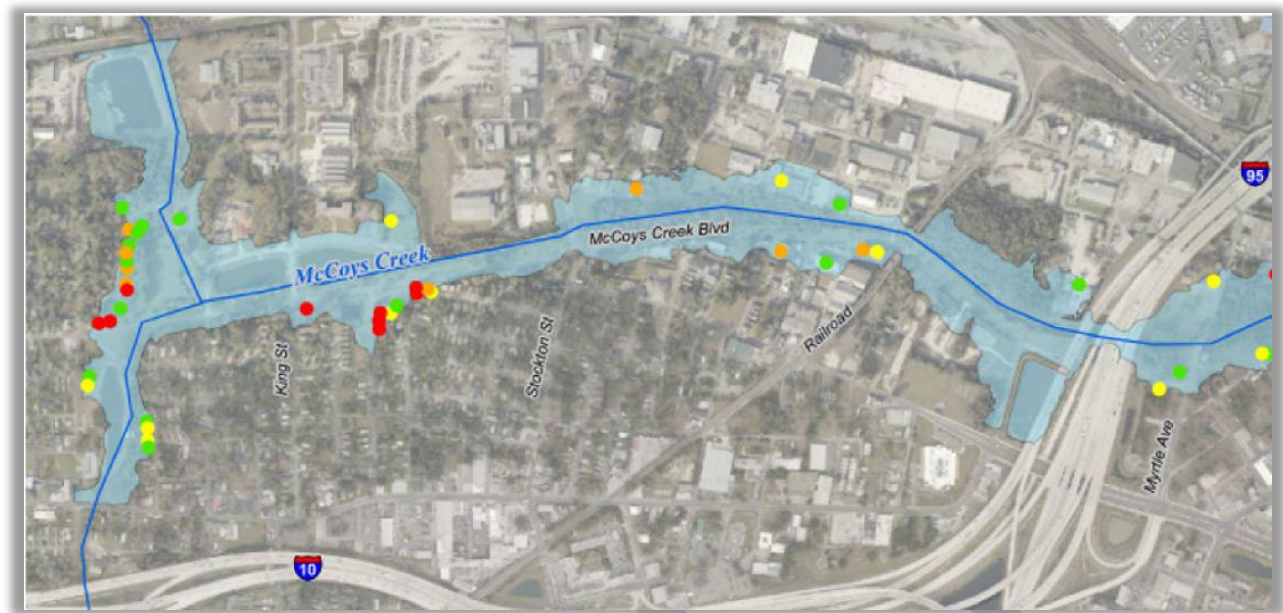 95
McCoys Creek Blvd
McCoys Creek
King St
Stockton St
Railroad
Myrtle Ave
10